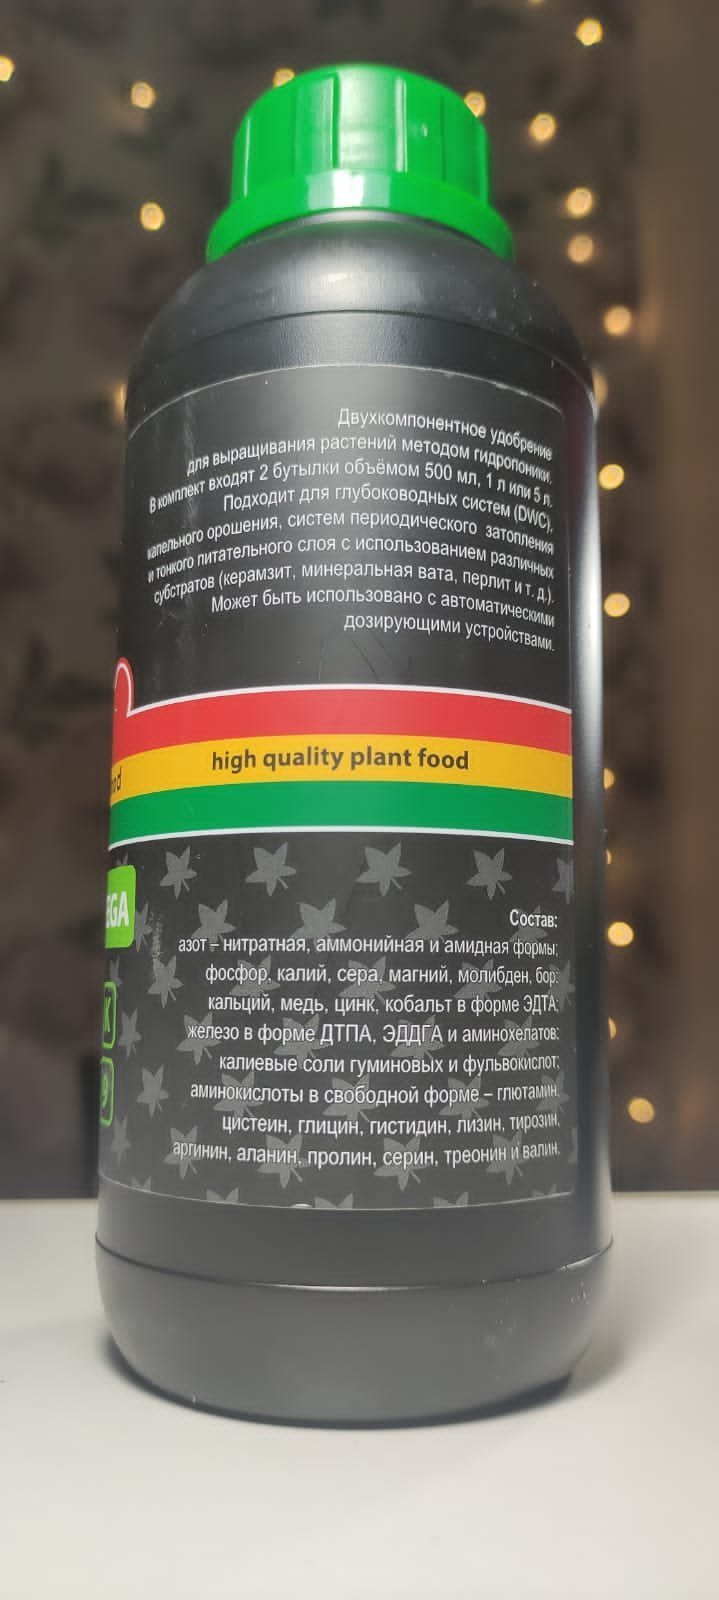 Двухкомпонентное удобрение
для выращивания растений методом гидропоники.
В комплект входят 2 бутылки объёмом 500 мл, 1 л или 5 л.
Подходит для глубоководных систем (DWC),
капельного орошения, систем периодического затопления
и тонкого питательного слоя с использованием различных
субстратов (керамзит, минеральная вата, перлит и т. д.).
Может быть использовано с автоматическими
дозирующими устройствами.
high quality plant food
EGA
K
9
Состав:
азот – нитратная, аммонийная и амидная формы;
фосфор, калий, сера, магний, молибден, бор;
кальций, медь, цинк, кобальт в форме ЭДТА;
железо в форме ДТПА, ЭДДГА и аминохелатов;
калиевые соли гуминовых и фульвокислот;
аминокислоты в свободной форме – глютамин,
цистеин, глицин, гистидин, лизин, тирозин,
аргинин, аланин, пролин, серин, треонин и валин.